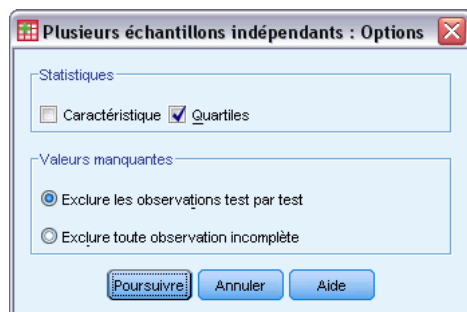 Plusieurs échantillons indépendants : Options
Statistiques
Caractéristique Quartiles
Valeurs manquantes
Exclure les observations test par test
Exclure toute observation incomplète
Poursuivre Annuler Aide